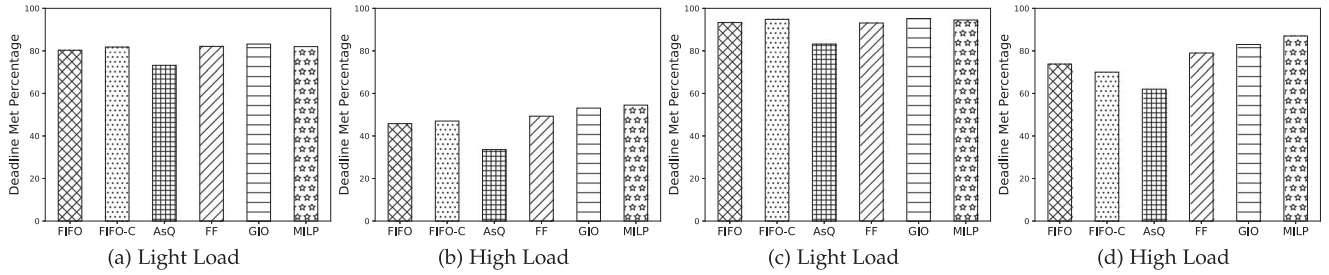 Deadline Met Percentage
100
80
60
40
20
0
FIFO FIFO-C AsQ FF GIO MILP
(a) Light Load
Deadline Met Percentage
100
80
60
40
20
0
FIFO FIFO-C AsQ FF GIO MILP
(b) High Load
Deadline Met Percentage
100
80
60
40
20
0
FIFO FIFO-C AsQ FF GIO MILP
(c) Light Load
Deadline Met Percentage
100
80
60
40
20
0
FIFO FIFO-C AsQ FF GIO MILP
(d) High Load